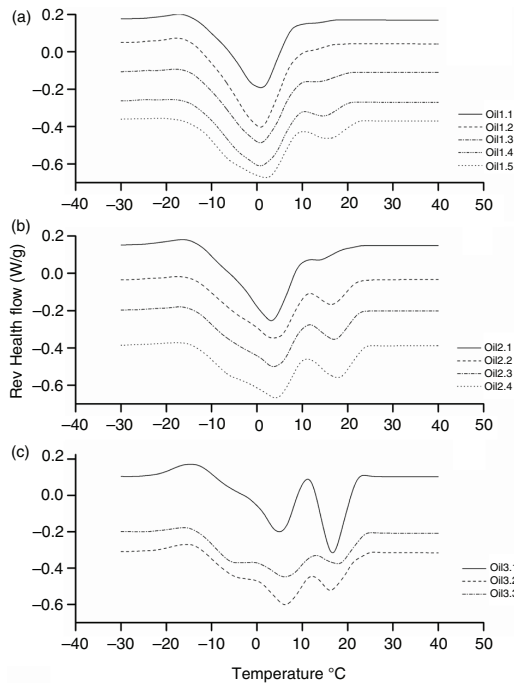 (a)
0.2
0.0
−0.2
−0.4
−0.6
Oil1.1
Oil1.2
Oil1.3
Oil1.4
Oil1.5
−40 −30 −20 −10 0 10 20 30 40 50
(b)
0.2
0.0
−0.2
−0.4
−0.6
Rev Health flow (W/g)
Oil2.1
Oil2.2
Oil2.3
Oil2.4
−40 −30 −20 −10 0 10 20 30 40 50
(c)
0.2
0.0
−0.2
−0.4
−0.6
Oil3.1
Oil3.2
Oil3.3
−40 −30 −20 −10 0 10 20 30 40 50
Temperature °C